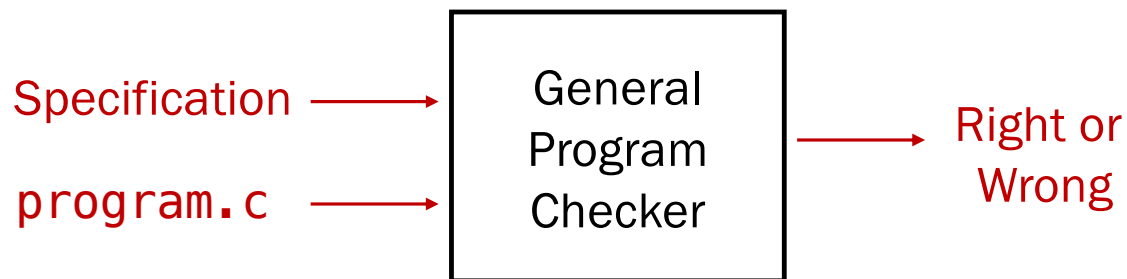 Specification
program.c
General
Program
Checker
Right or
Wrong